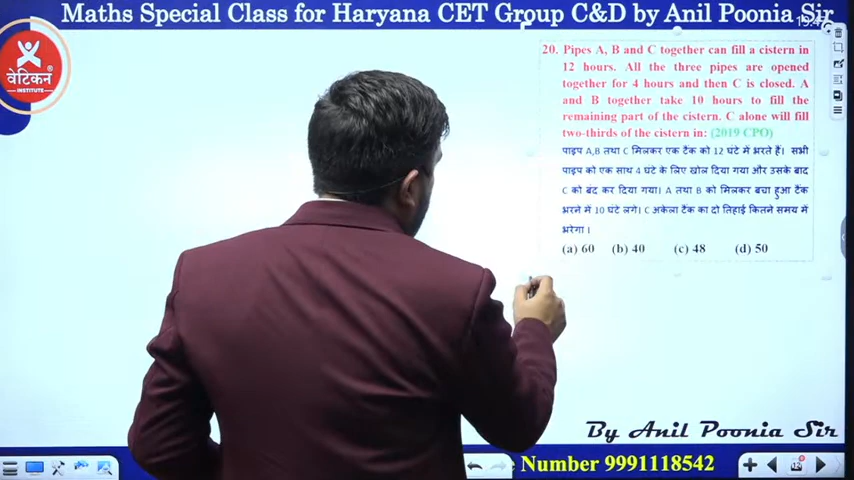 Maths Special Class for Haryana CET Group C&D by Anil Poonia Sir
वेटिकन
INSTITUTE
20. Pipes A, B and C together can fill a cistern in
12 hours. All the three pipes are opened
together for 4 hours and then C is closed. A
and B together take 10 hours to fill the
remaining part of the cistern. C alone will fill
two-thirds of the cistern in: (2019 CPO)
पाइप A,B तथा C मिलकर एक टैंक को 12 घंटे में भरते हैं। सभी
पाइप को एक साथ 4 घंटे के लिए खोल दिया गया और उसके बाद
C को बंद कर दिया गया। A तथा B को मिलकर बचा हुआ टैंक
भरने में 10 घंटे लगे। C अकेला टैंक का दो तिहाई कितने समय में
भरेगा ।
(a) 60 (b) 40 (c) 48 (d) 50
By Anil Poonia Sir
Number 9991118542